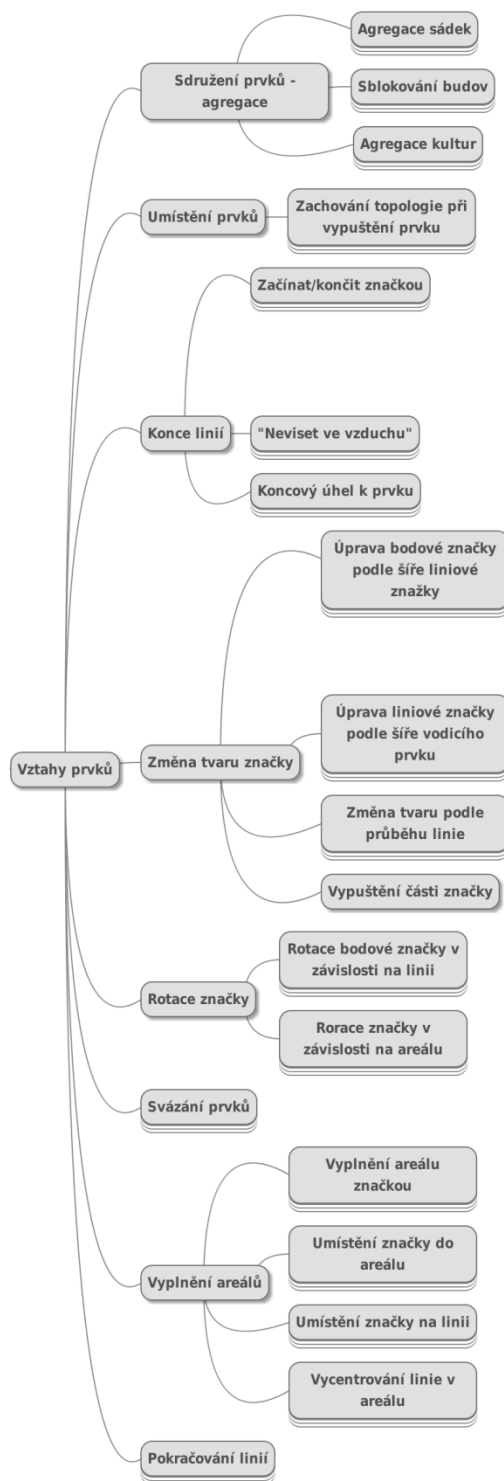 Vztahy prvků
Sdružení prvků -
agregace
Agregace sádek
Sblokování budov
Agregace kultur
Umístění prvků
Zachování topologie při
vypuštění prvku
Konce linií
Začínat/končit značkou
"Neviset ve vzduchu"
Koncový úhel k prvku
Změna tvaru značky
Úprava bodové značky
podle šíře liniové
znažky
Úprava liniové značky
podle šíře vodicího
prvku
Změna tvaru podle
průběhu linie
Vypuštění části značky
Rotace značky
Rotace bodové značky v
závislosti na linii
Rorace značky v
závislosti na areálu
Svázání prvků
Vyplnění areálů
Vyplnění areálu
značkou
Umístění značky do
areálu
Umístění značky na linii
Vycentrování linie v
areálu
Pokračování linií